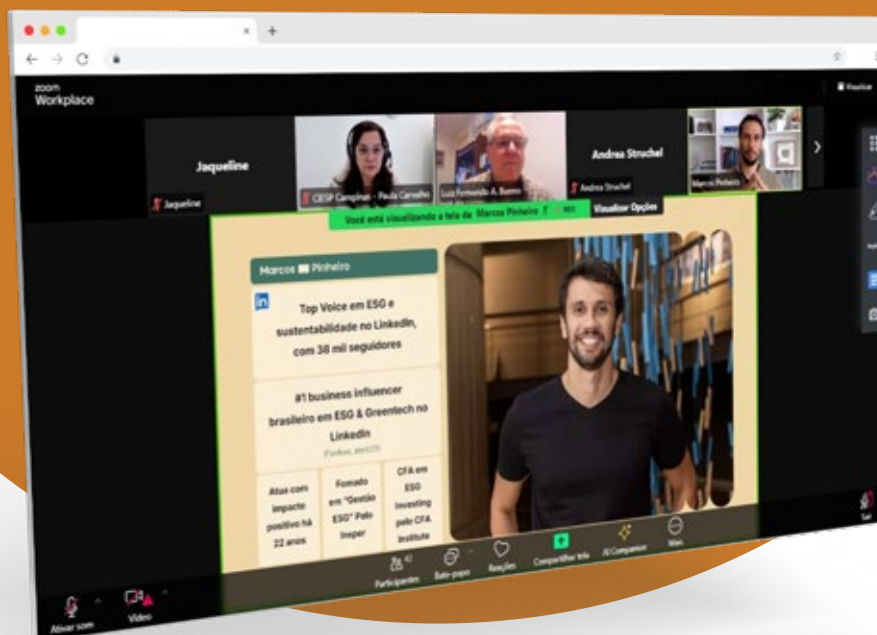 zoom
Workplace
Visualizar
Jaqueline
Andrea Struchel
Jaqueline
CIESP Campinas - Paula Carvalho
Luiz Fernando A. Bueno
Andrea Struchel
Marcos Pinheiro
Você está visualizando a tela de Marcos Pinheiro
REC
Visualizar Opções
Marcos Pinheiro
in
Top Voice em ESG e
sustentabilidade no LinkedIn,
com 38 mil seguidores
#1 business influencer
brasileiro em ESG & Greentech no
LinkedIn
Atua com
impacto
positivo há
22 anos
Fomado
em "Gestão
ESG" Pelo
Insper
CFA em
ESG
Investing
pelo CFA
Institute
Ativar som
Vídeo
Participantes
Bate-papo
Reações
Compartilhar tela
AI Companion
Mais
Sair